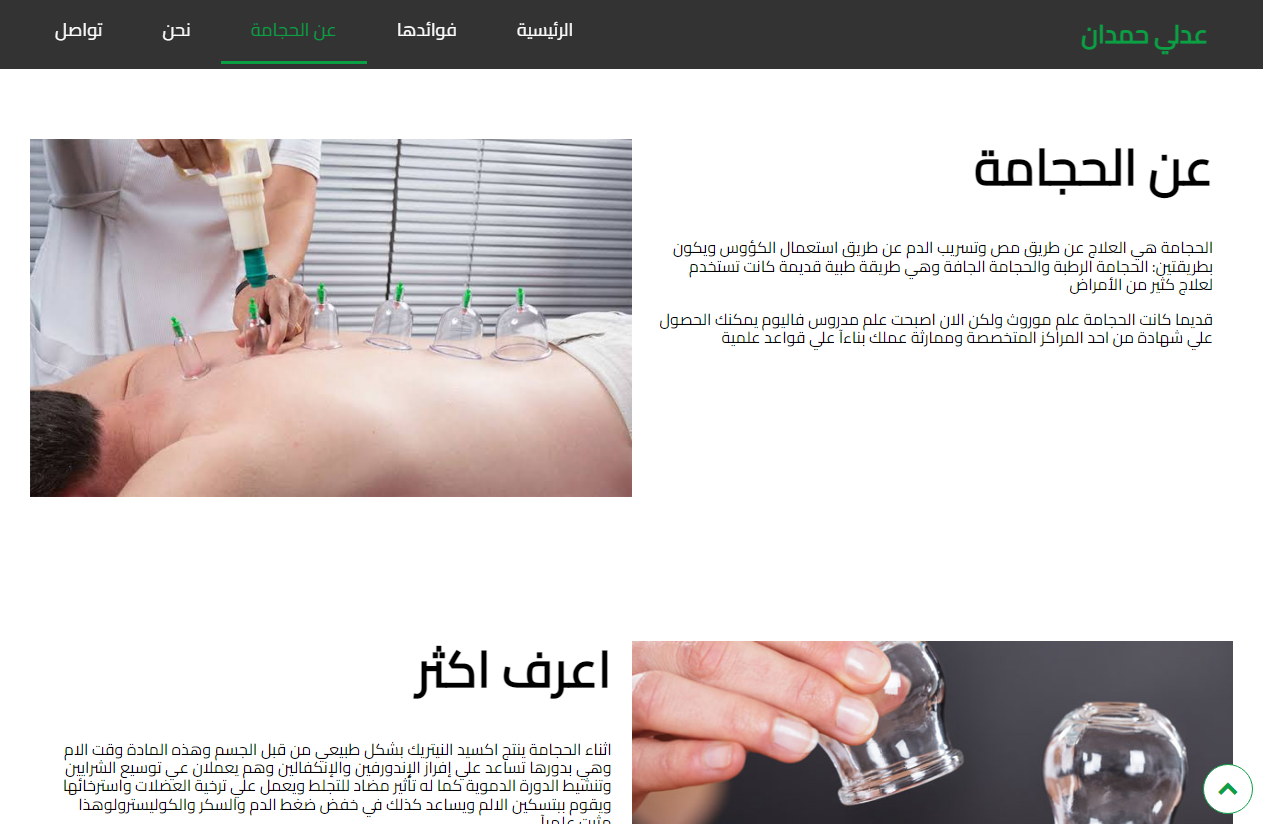 عدلي حمدان
الرئيسية
فوائدها
عن الحجامة
نحن
تواصل
عن الحجامة
الحجامة هي العلاج عن طريق مص وتسريب الدم عن طريق استعمال الكؤوس ويكون
بطريقتين: الحجامة الرطبة والحجامة الجافة وهي طريقة طبية قديمة كانت تستخدم
لعلاج كثير من الأمراض
قديما كانت الحجامة علم موروث ولكن الان اصبحت علم مدروس فاليوم يمكنك الحصول
علي شهادة من احد المراكز المتخصصة وممارثة عملك بناءاً علي قواعد علمية
اعرف اكثر
اثناء الحجامة ينتج اكسيد النيتريك بشكل طبيعي من قبل الجسم وهذه المادة وقت الام
وهي بدورها تساعد علي إفراز الإندورفين والإنكفالين وهم يعملان عي توسيع الشرايين
وتنشيط الدورة الدموية كما له تأثير مضاد للتجلط ويعمل علي ترخية العضلات واسترخائها
ويقوم ببتسكين الالم ويساعد كذلك في خفض ضغط الدم والسكر والكوليسترولوهذا
مثبت علمياً